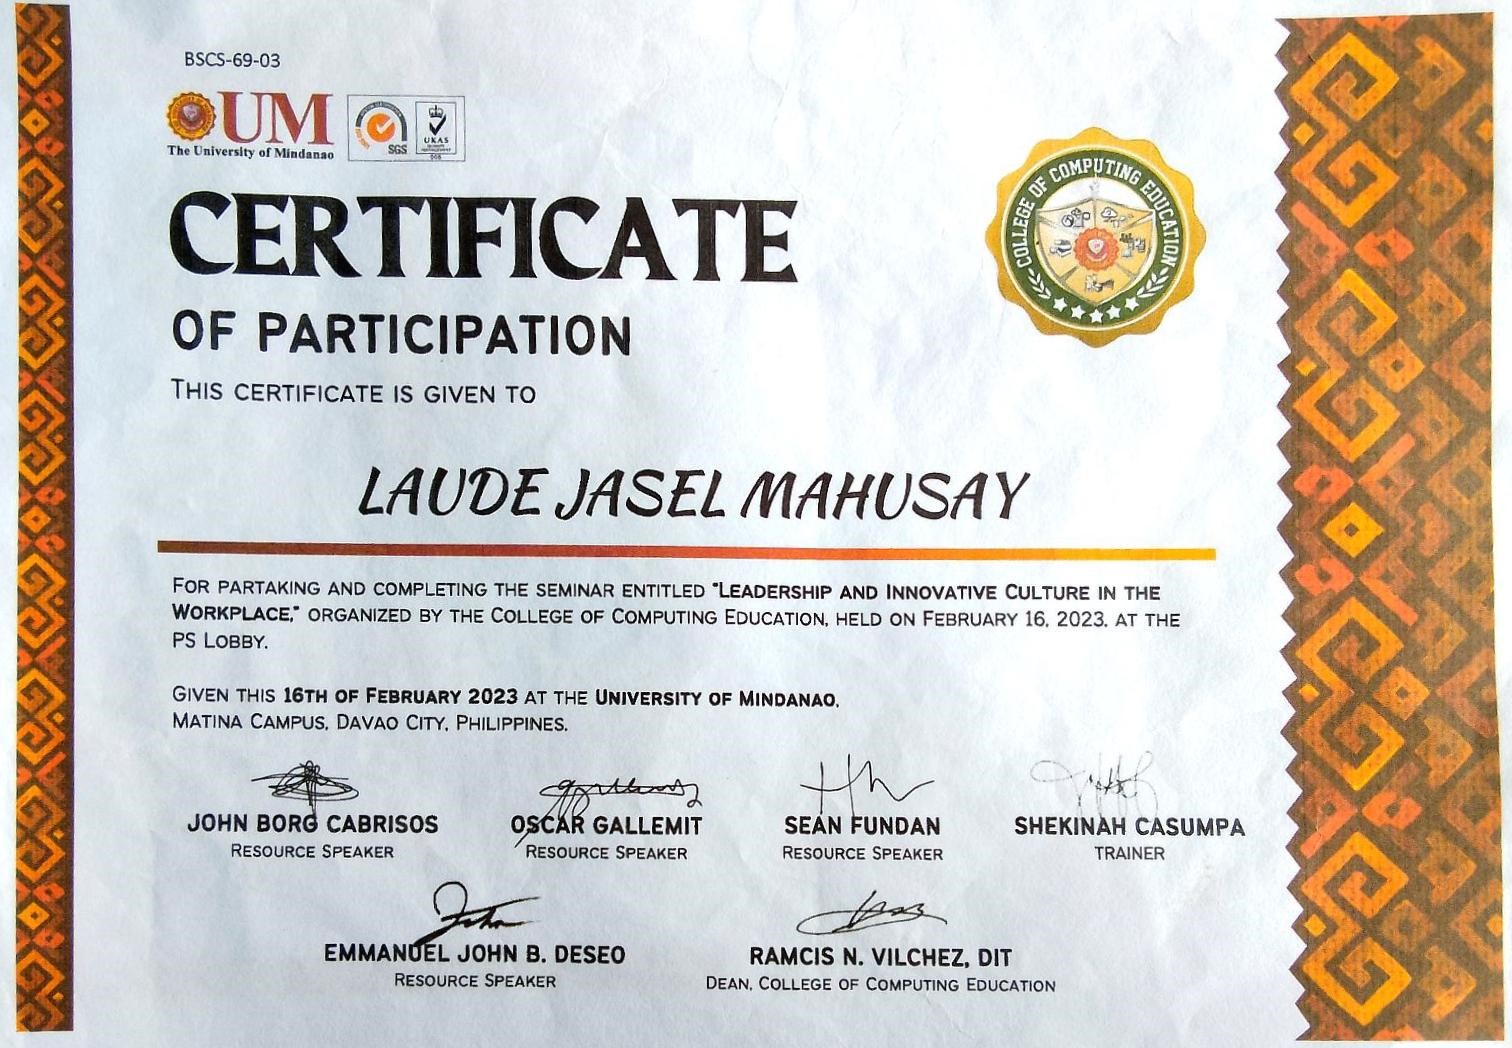 BSCS-69-03
UM
The University of Mindanao
SGS
UKAS
005
COLLEGE OF COMPUTING EDUCATION
CERTIFICATE
OF PARTICIPATION
THIS CERTIFICATE IS GIVEN TO
LAUDE JASEL MAHUSAY
FOR PARTAKING AND COMPLETING THE SEMINAR ENTITLED "LEADERSHIP AND INNOVATIVE CULTURE IN THE
WORKPLACE," ORGANIZED BY THE COLLEGE OF COMPUTING EDUCATION, HELD ON FEBRUARY 16, 2023, AT THE
PS LOBBY.
GIVEN THIS 16TH OF FEBRUARY 2023 AT THE UNIVERSITY OF MINDANAO,
MATINA CAMPUS, DAVAO CITY, PHILIPPINES.
JOHN BORG CABRISOS OSCAR GALLEMIT SEAN FUNDAN SHEKINAH CASUMPA
RESOURCE SPEAKER RESOURCE SPEAKER RESOURCE SPEAKER TRAINER
EMMANUEL JOHN B. DESEO RAMCIS N. VILCHEZ, DIT
RESOURCE SPEAKER DEAN, COLLEGE OF COMPUTING EDUCATION